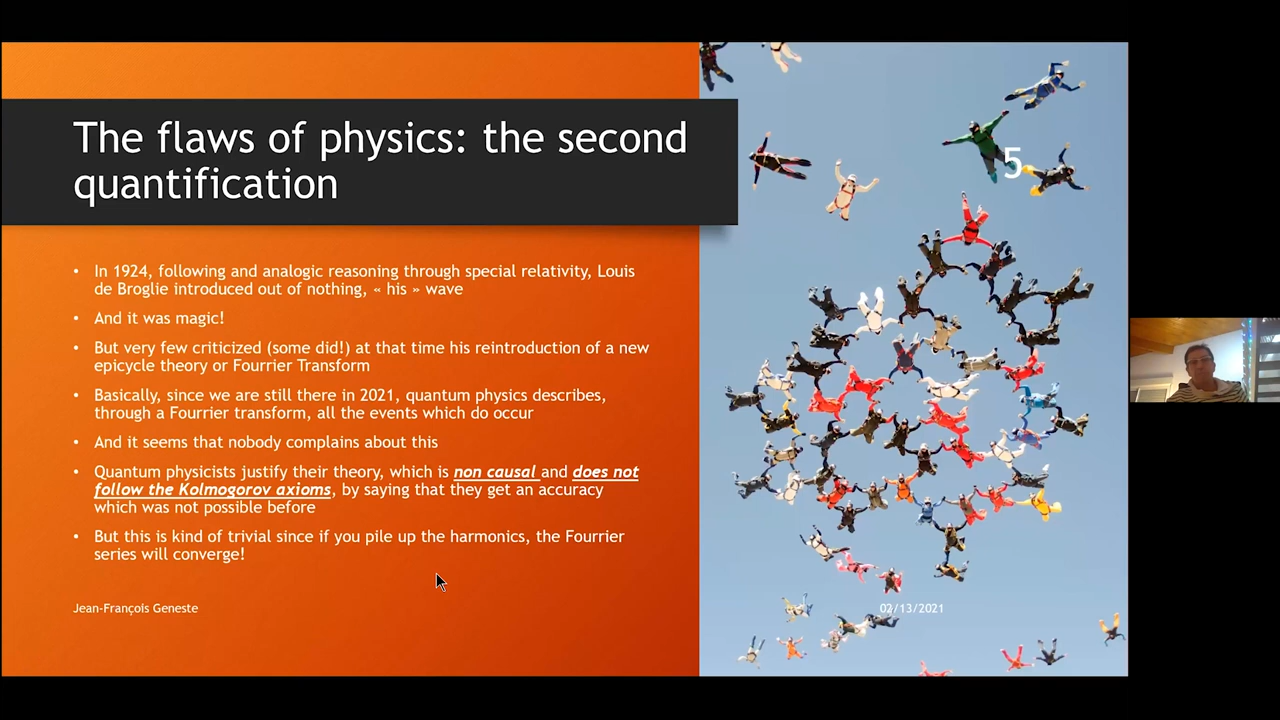 The flaws of physics: the second
quantification
5
• In 1924, following and analogic reasoning through special relativity, Louis
de Broglie introduced out of nothing, « his » wave
• And it was magic!
• But very few criticized (some did!) at that time his reintroduction of a new
epicycle theory or Fourrier Transform
• Basically, since we are still there in 2021, quantum physics describes,
through a Fourrier transform, all the events which do occur
• And it seems that nobody complains about this
• Quantum physicists justify their theory, which is non causal and does not
follow the Kolmogorov axioms, by saying that they get an accuracy
which was not possible before
• But this is kind of trivial since if you pile up the harmonics, the Fourrier
series will converge!
Jean-François Geneste
02/13/2021